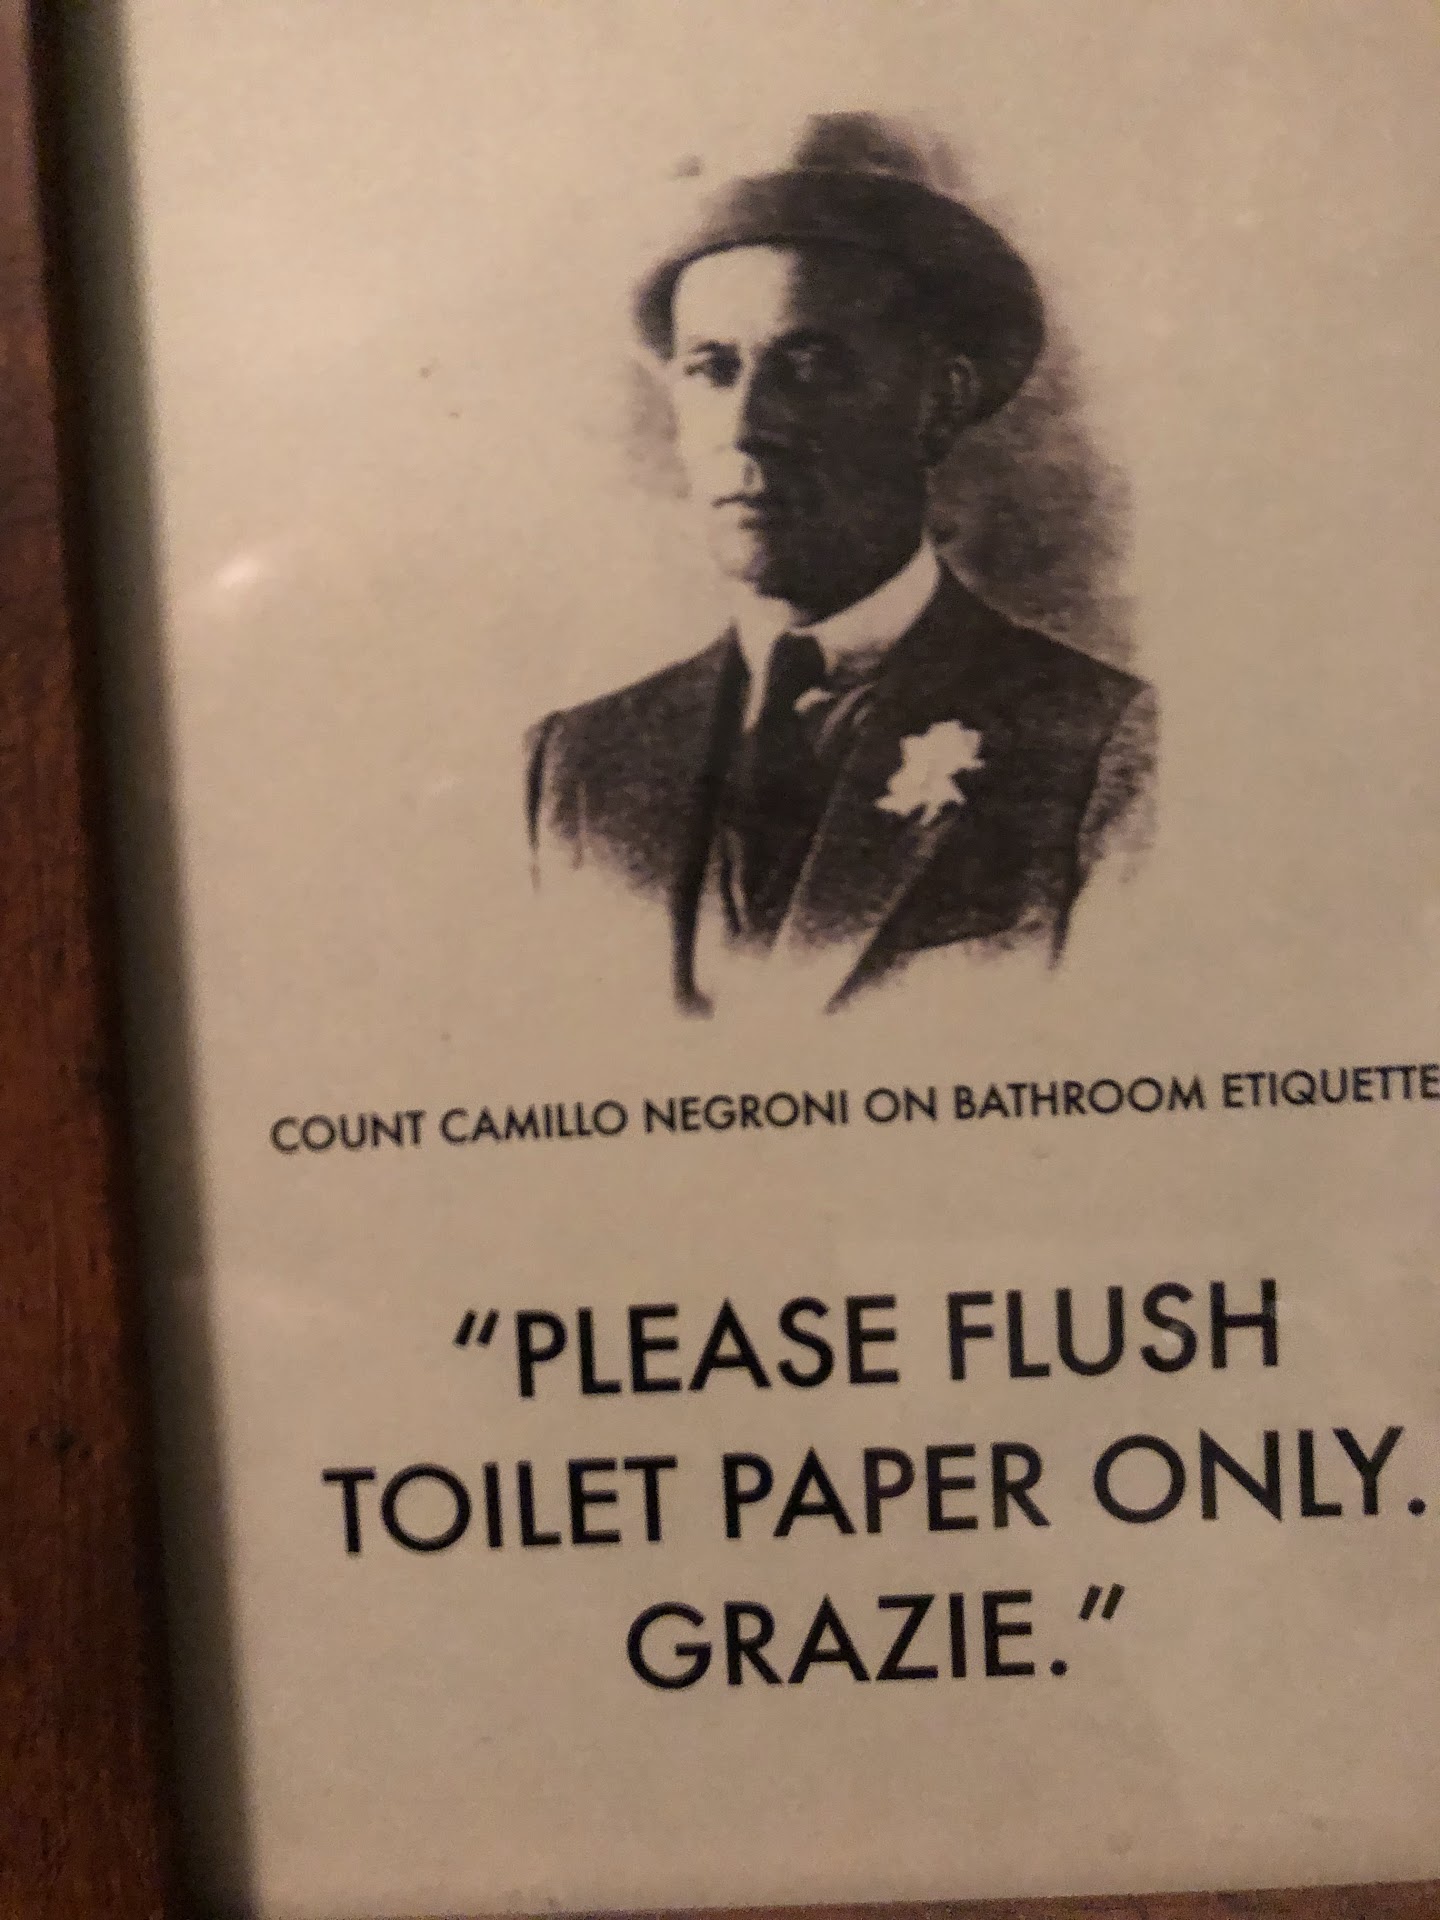 COUNT CAMILLO NEGRONI ON BATHROOM ETIQUETTE
“PLEASE FLUSH
TOILET PAPER ONLY.
GRAZIE.”